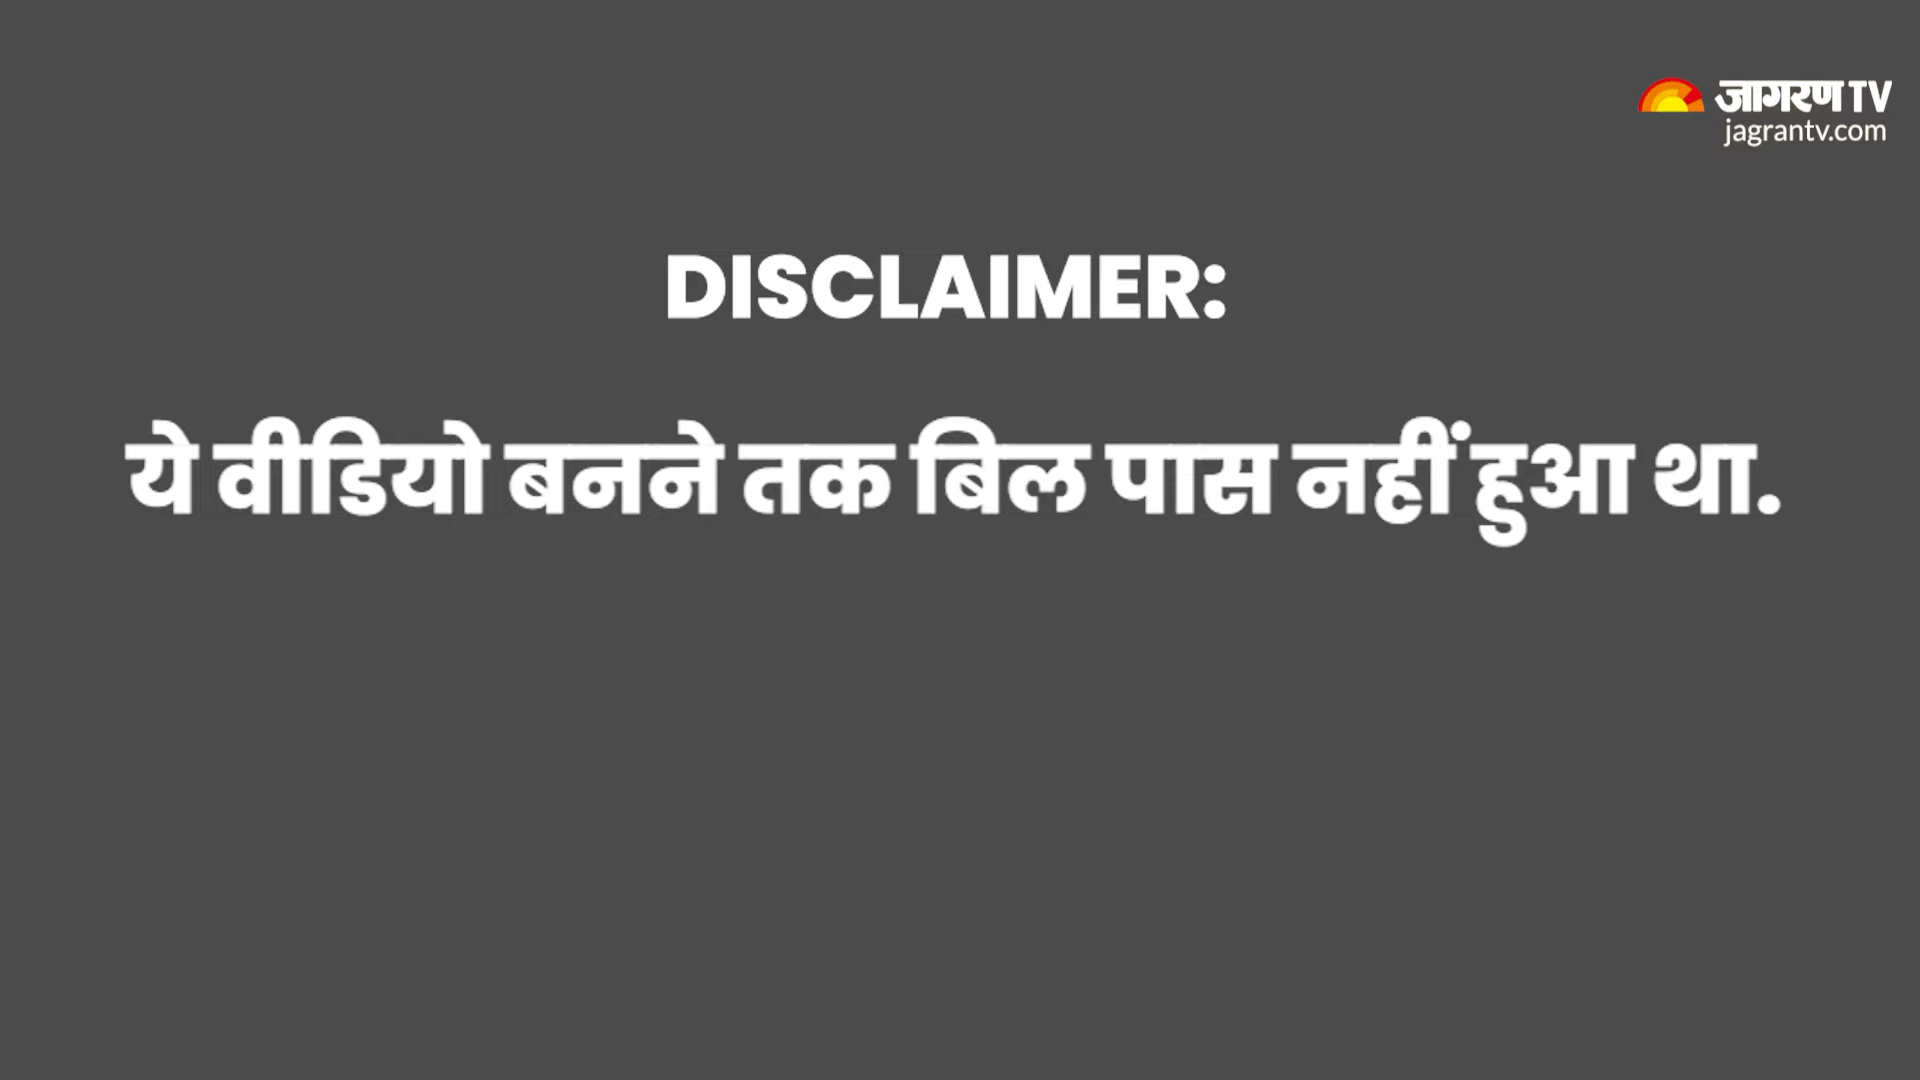 जागरण TV
jagrantv.com
DISCLAIMER:
ये वीडियो बनने तक बिल पास नहीं हुआ था.